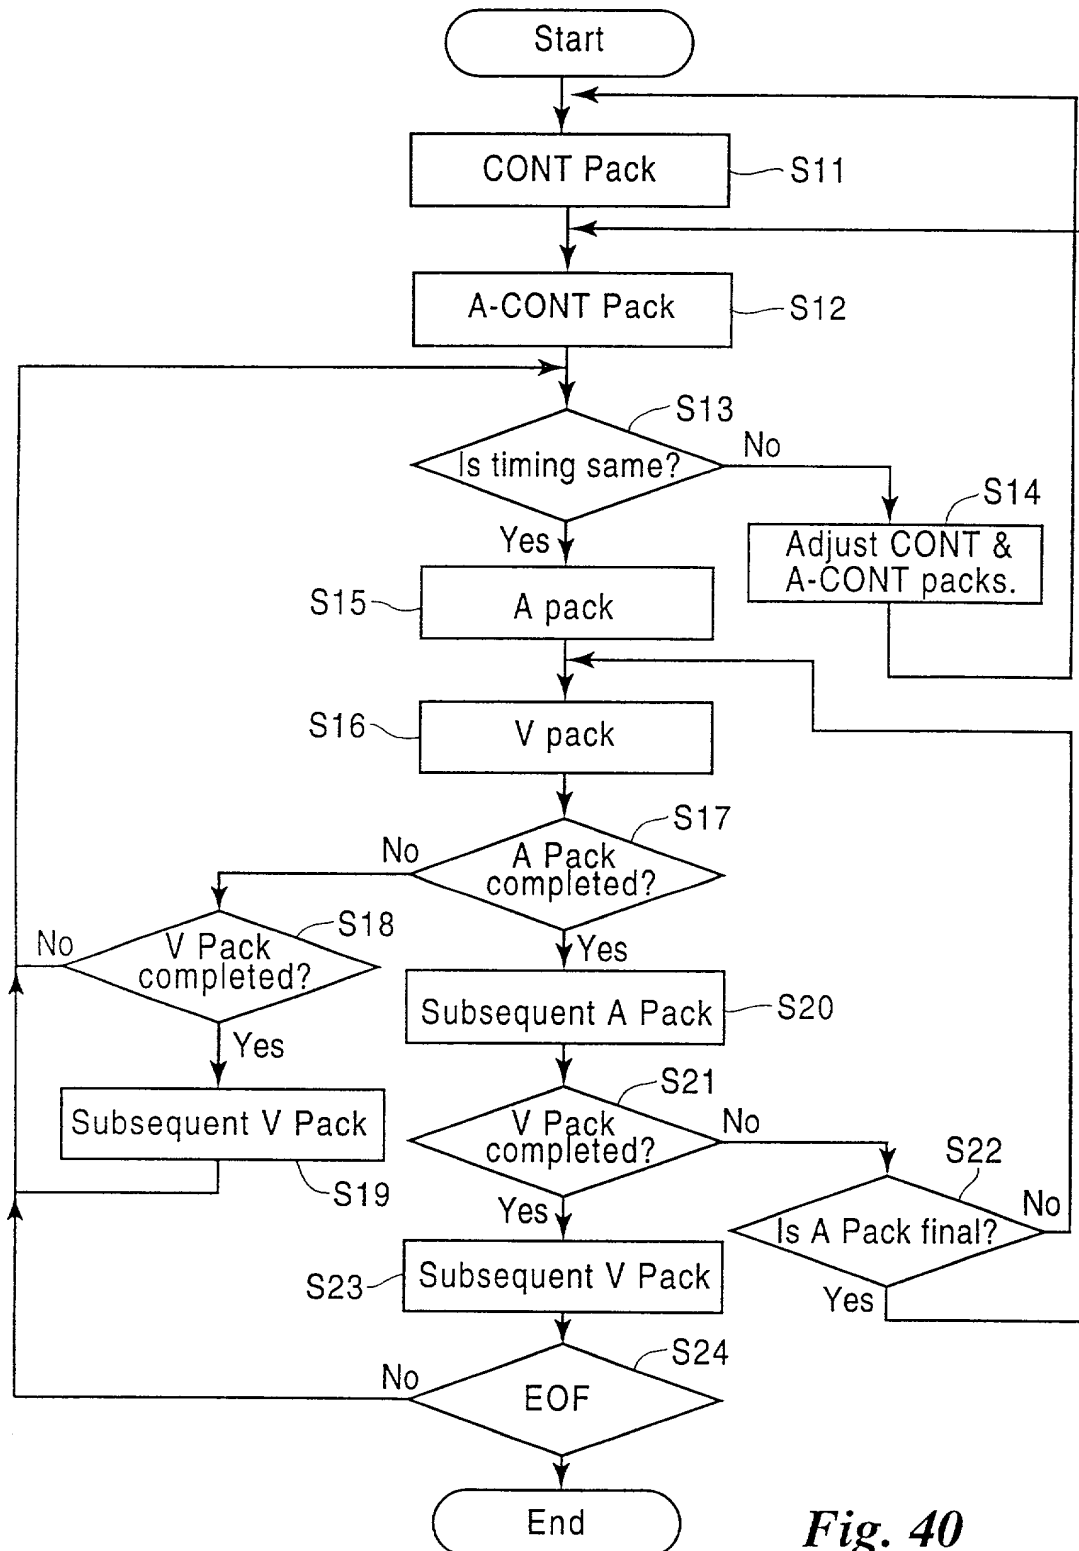 Start
CONT Pack
S11
A-CONT Pack
S12
S13
Is timing same?
No
S14
Adjust CONT &
A-CONT packs.
Yes
S15
A pack
S16
V pack
S17
A Pack
completed?
No
S18
V Pack
completed?
No
Yes
Subsequent V Pack
S19
Yes
Subsequent A Pack
S20
S21
V Pack
completed?
No
S22
Is A Pack final?
No
Yes
Yes
S23
Subsequent V Pack
S24
EOF
No
End
Fig. 40